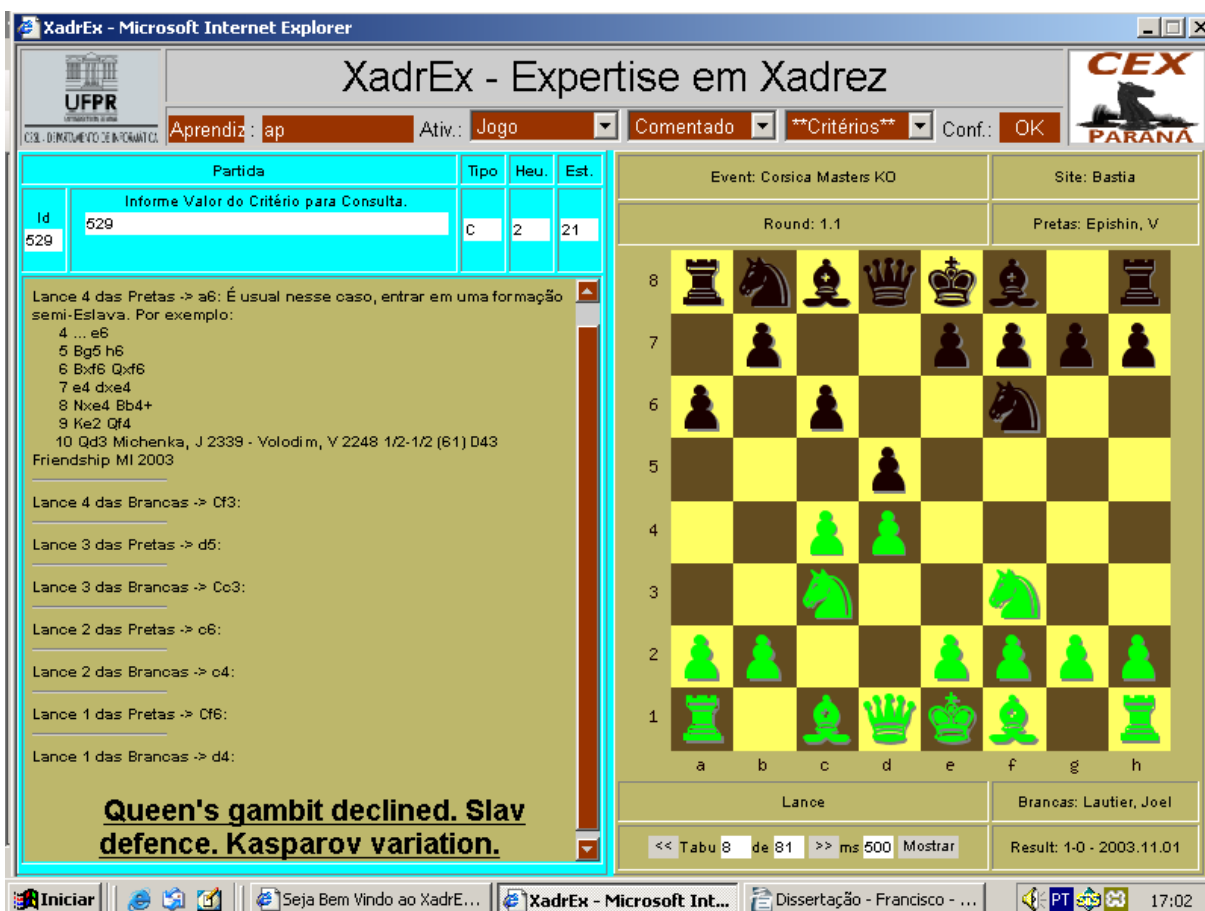 XadrEx - Microsoft Internet Explorer
UFPR
XadrEx - Expertise em Xadrez
CEX
PARANÁ
Aprendiz : ap Ativ.: Jogo Comentado **Critérios** Conf.: OK
Partida Tipo Heu. Est.
Id Informe Valor do Critério para Consulta.
529 529 C 2 21
Lance 4 das Pretas -> a6: É usual nesse caso, entrar em uma formação
semi-Eslava. Por exemplo:
4 ... e6
5 Bg5 h6
6 Bxf6 Qxf6
7 e4 dxe4
8 Nxe4 Bb4+
9 Ke2 Qf4
10 Qd3 Michenka, J 2339 - Volodim, V 2248 1/2-1/2 (61) D43
Friendship MI 2003
Lance 4 das Brancas -> Cf3:
Lance 3 das Pretas -> d5:
Lance 3 das Brancas -> Cc3:
Lance 2 das Pretas -> c6:
Lance 2 das Brancas -> c4:
Lance 1 das Pretas -> Cf6:
Lance 1 das Brancas -> d4:
Queen's gambit declined. Slav
defence. Kasparov variation.
Event: Corsica Masters KO Site: Bastia
Round: 1.1 Pretas: Epishin, V
8
7
6
5
4
3
2
1
a b c d e f g h
Lance Brancas: Lautier, Joel
<< Tabu 8 de 81 >> ms 500 Mostrar Result: 1-0 - 2003.11.01
Iniciar Seja Bem Vindo ao XadrE... XadrEx - Microsoft Int... Dissertação - Francisco - ... PT 17:02